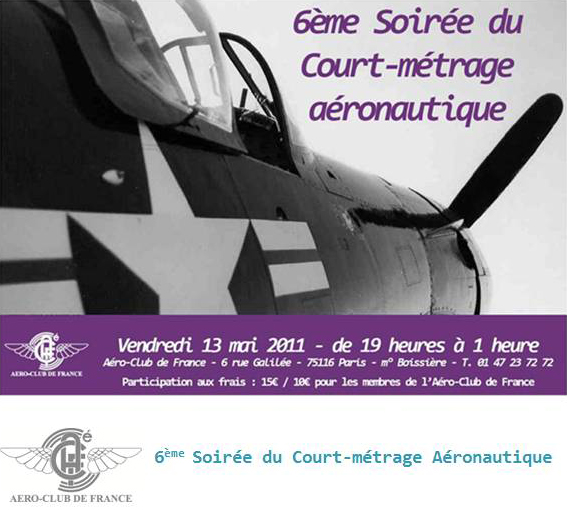 6ème Soirée du
Court-métrage
aéronautique
Vendredi 13 mai 2011 - de 19 heures à 1 heure
Aéro-Club de France - 6 rue Galilée - 75116 Paris - m° Boissière - T. 01 47 23 72 72
AERO-CLUB DE FRANCE
Participation aux frais : 15€ / 10€ pour les membres de l'Aéro-Club de France
6ème Soirée du Court-métrage Aéronautique
AERO-CLUB DE FRANCE